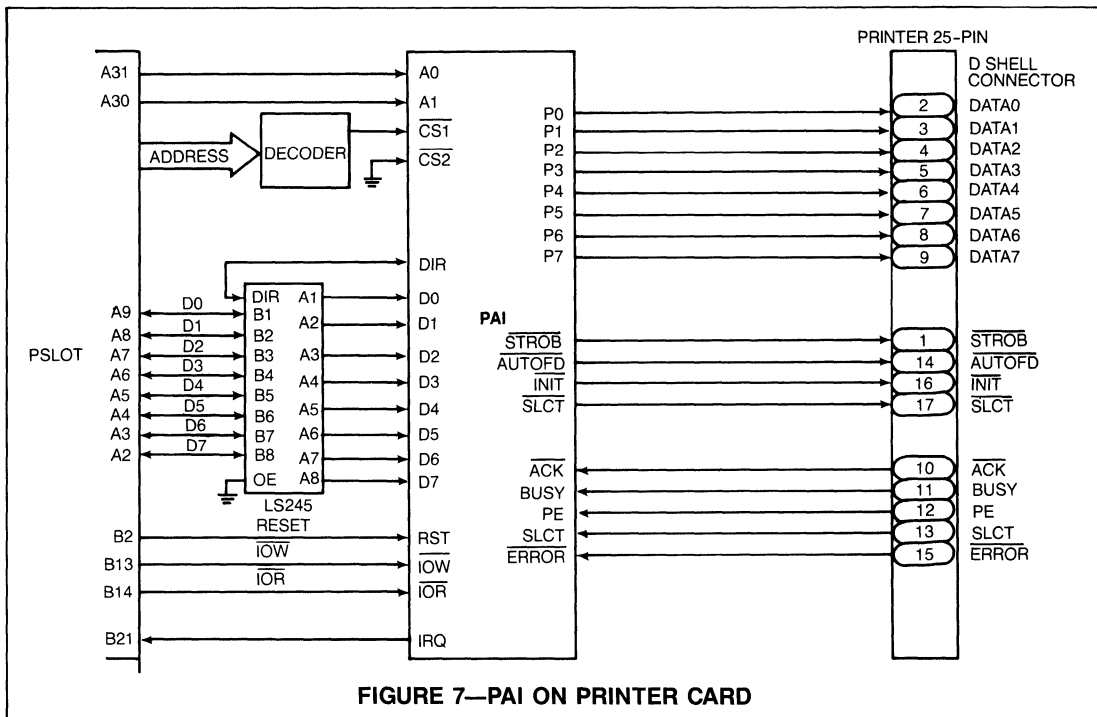 PRINTER 25-PIN
D SHELL
CONNECTOR
A31
A30
ADDRESS
DECODER
A0
A1
CS1
CS2
P0
P1
P2
P3
P4
P5
P6
P7
2 DATA0
3 DATA1
4 DATA2
5 DATA3
6 DATA4
7 DATA5
8 DATA6
9 DATA7
DIR
PSLOT
A9 D0
A8 D1
A7 D2
A6 D3
A5 D4
A4 D5
A3 D6
A2 D7
DIR A1
B1
B2 A2
B3 A3
B4 A4
B5 A5
B6 A6
B7 A7
B8
OE A8
LS245
D0
D1
D2
D3
D4
D5
D6
D7
PAI
STROB
AUTOFD
INIT
SLCT
1 STROB
14 AUTOFD
16 INIT
17 SLCT
ACK
BUSY
PE
SLCT
ERROR
10 ACK
11 BUSY
12 PE
13 SLCT
15 ERROR
B2 RESET RST
B13 IOW IOW
B14 IOR IOR
B21 IRQ
FIGURE 7—PAI ON PRINTER CARD